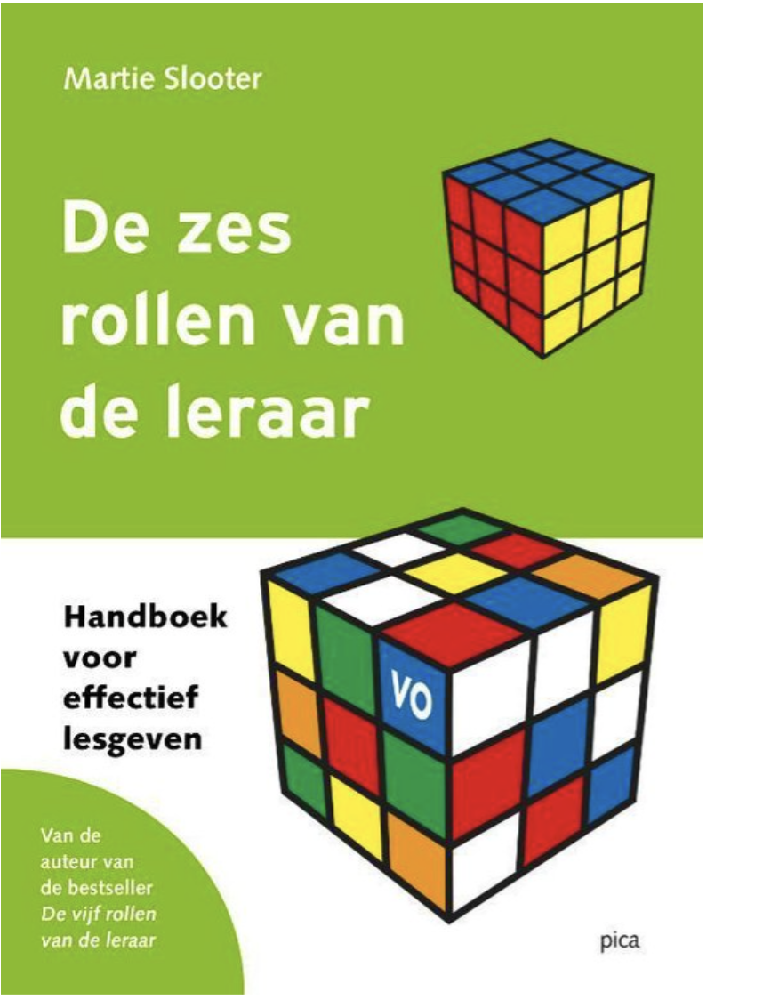 Martie Slooter
De zes
rollen van
de leraar
Handboek
voor
effectief
lesgeven
VO
Van de
auteur van
de bestseller
De vijf rollen
van de leraar
pica